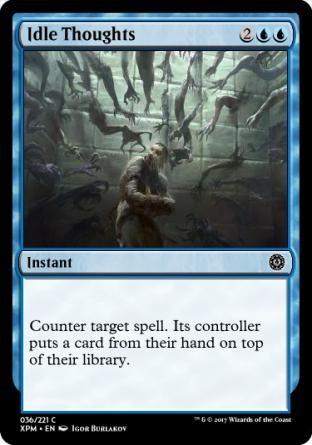 Idle Thoughts 2
Instant
Counter target spell. Its controller
puts a card from their hand on top
of their library.
036/221 C
XPM • EN Igor Burlakov
™ & © 2017 Wizards of the Coast